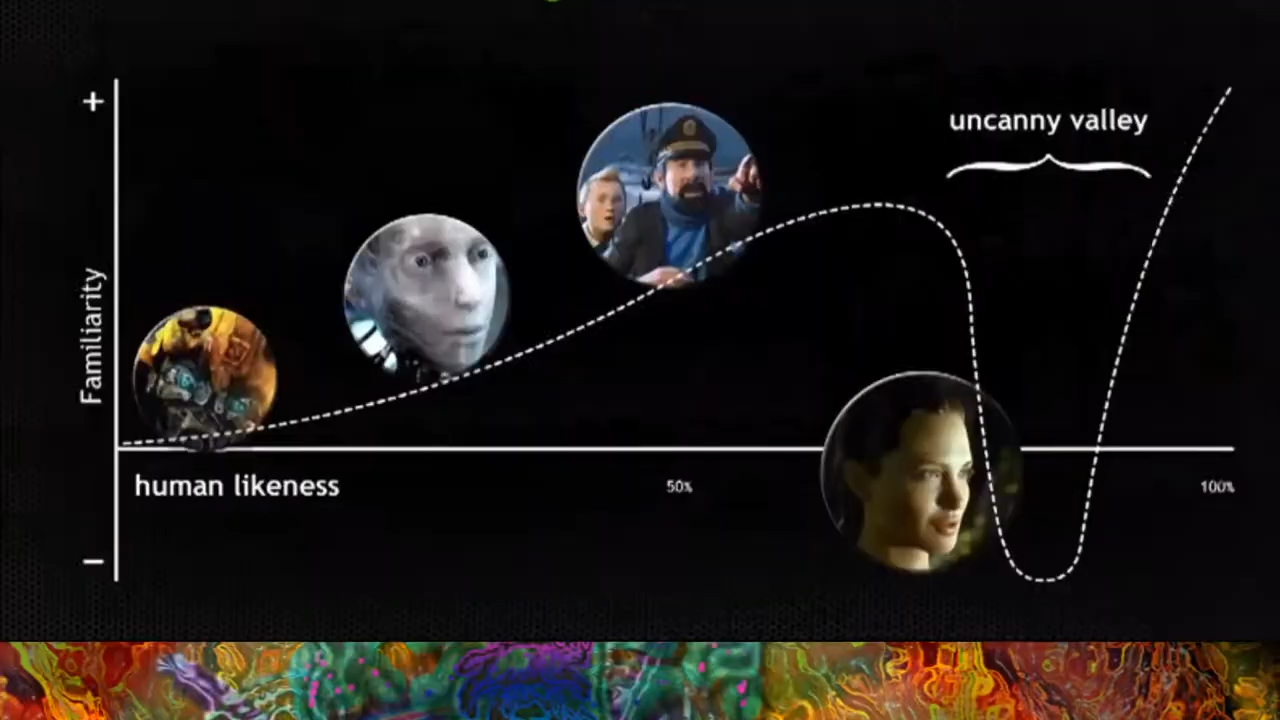 +
uncanny valley
Familiarity
human likeness
50%
100%
−